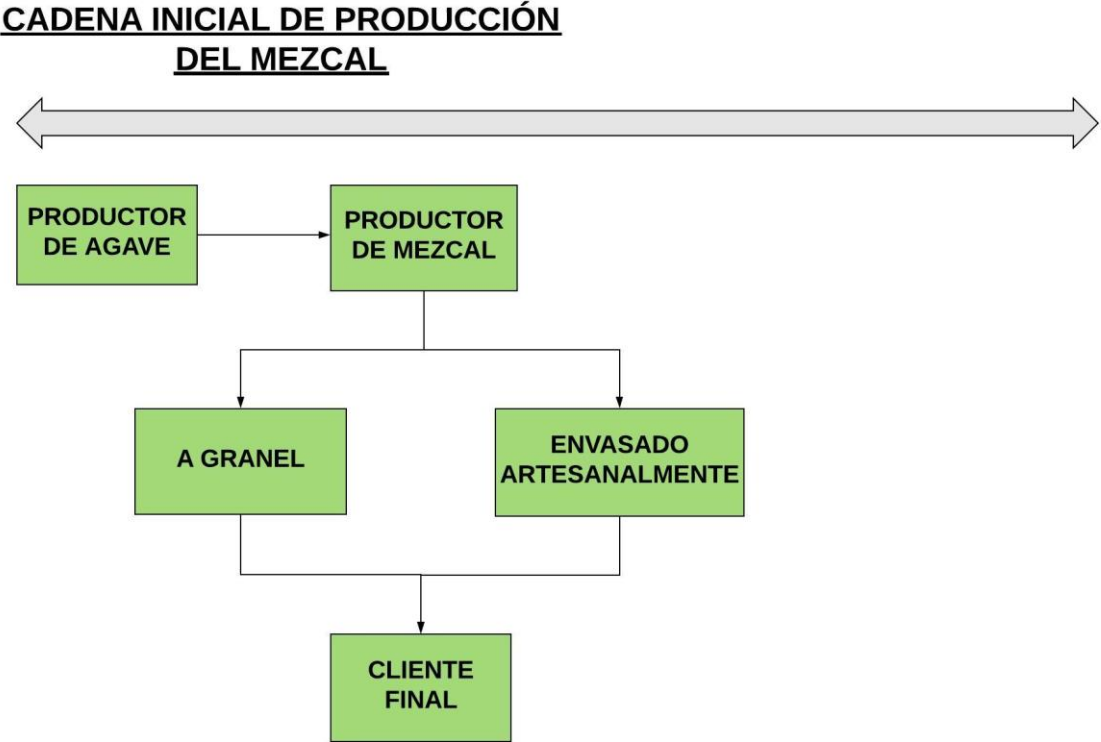 CADENA INICIAL DE PRODUCCIÓN
DEL MEZCAL
PRODUCTOR
DE AGAVE
PRODUCTOR
DE MEZCAL
A GRANEL
ENVASADO
ARTESANALMENTE
CLIENTE
FINAL